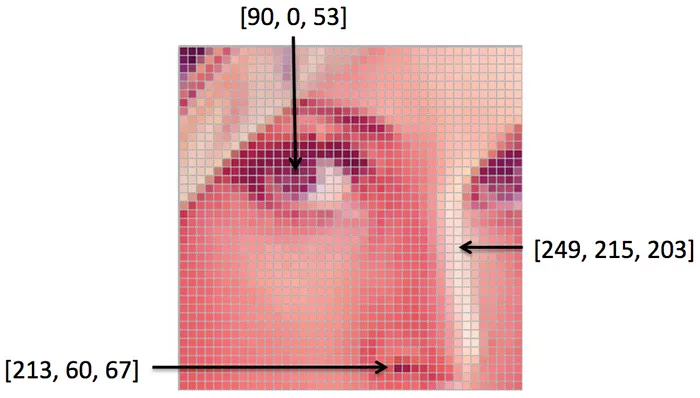 [90, 0, 53]
[249, 215, 203]
[213, 60, 67]